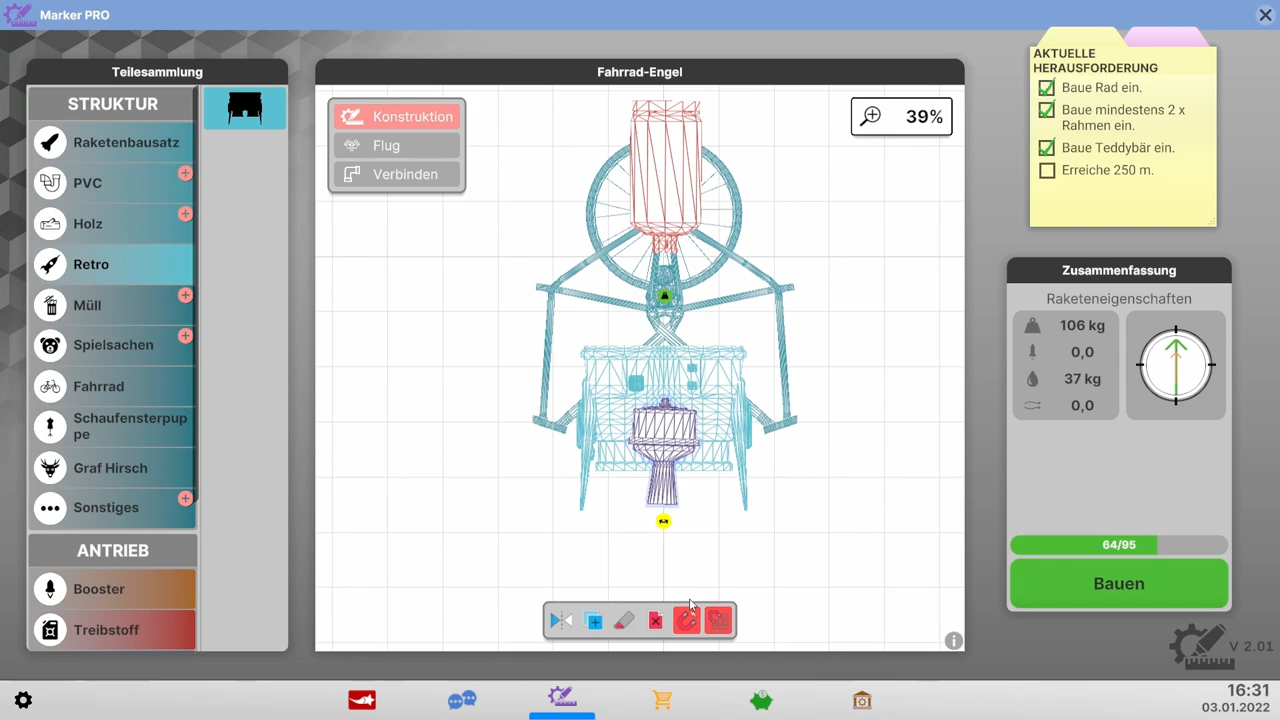 Marker PRO
Teilesammlung
STRUKTUR
Raketenbausatz
PVC
Holz
Retro
Müll
Spielsachen
Fahrrad
Schaufensterpup
pe
Graf Hirsch
Sonstiges
ANTRIEB
Booster
Treibstoff
Fahrrad-Engel
Konstruktion
Flug
Verbinden
39%
AKTUELLE
HERAUSFORDERUNG
Baue Rad ein.
Baue mindestens 2 x
Rahmen ein.
Baue Teddybär ein.
Erreiche 250 m.
Zusammenfassung
Raketeneigenschaften
106 kg
0,0
37 kg
0,0
64/95
Bauen
V 2.01
16:31
03.01.2022